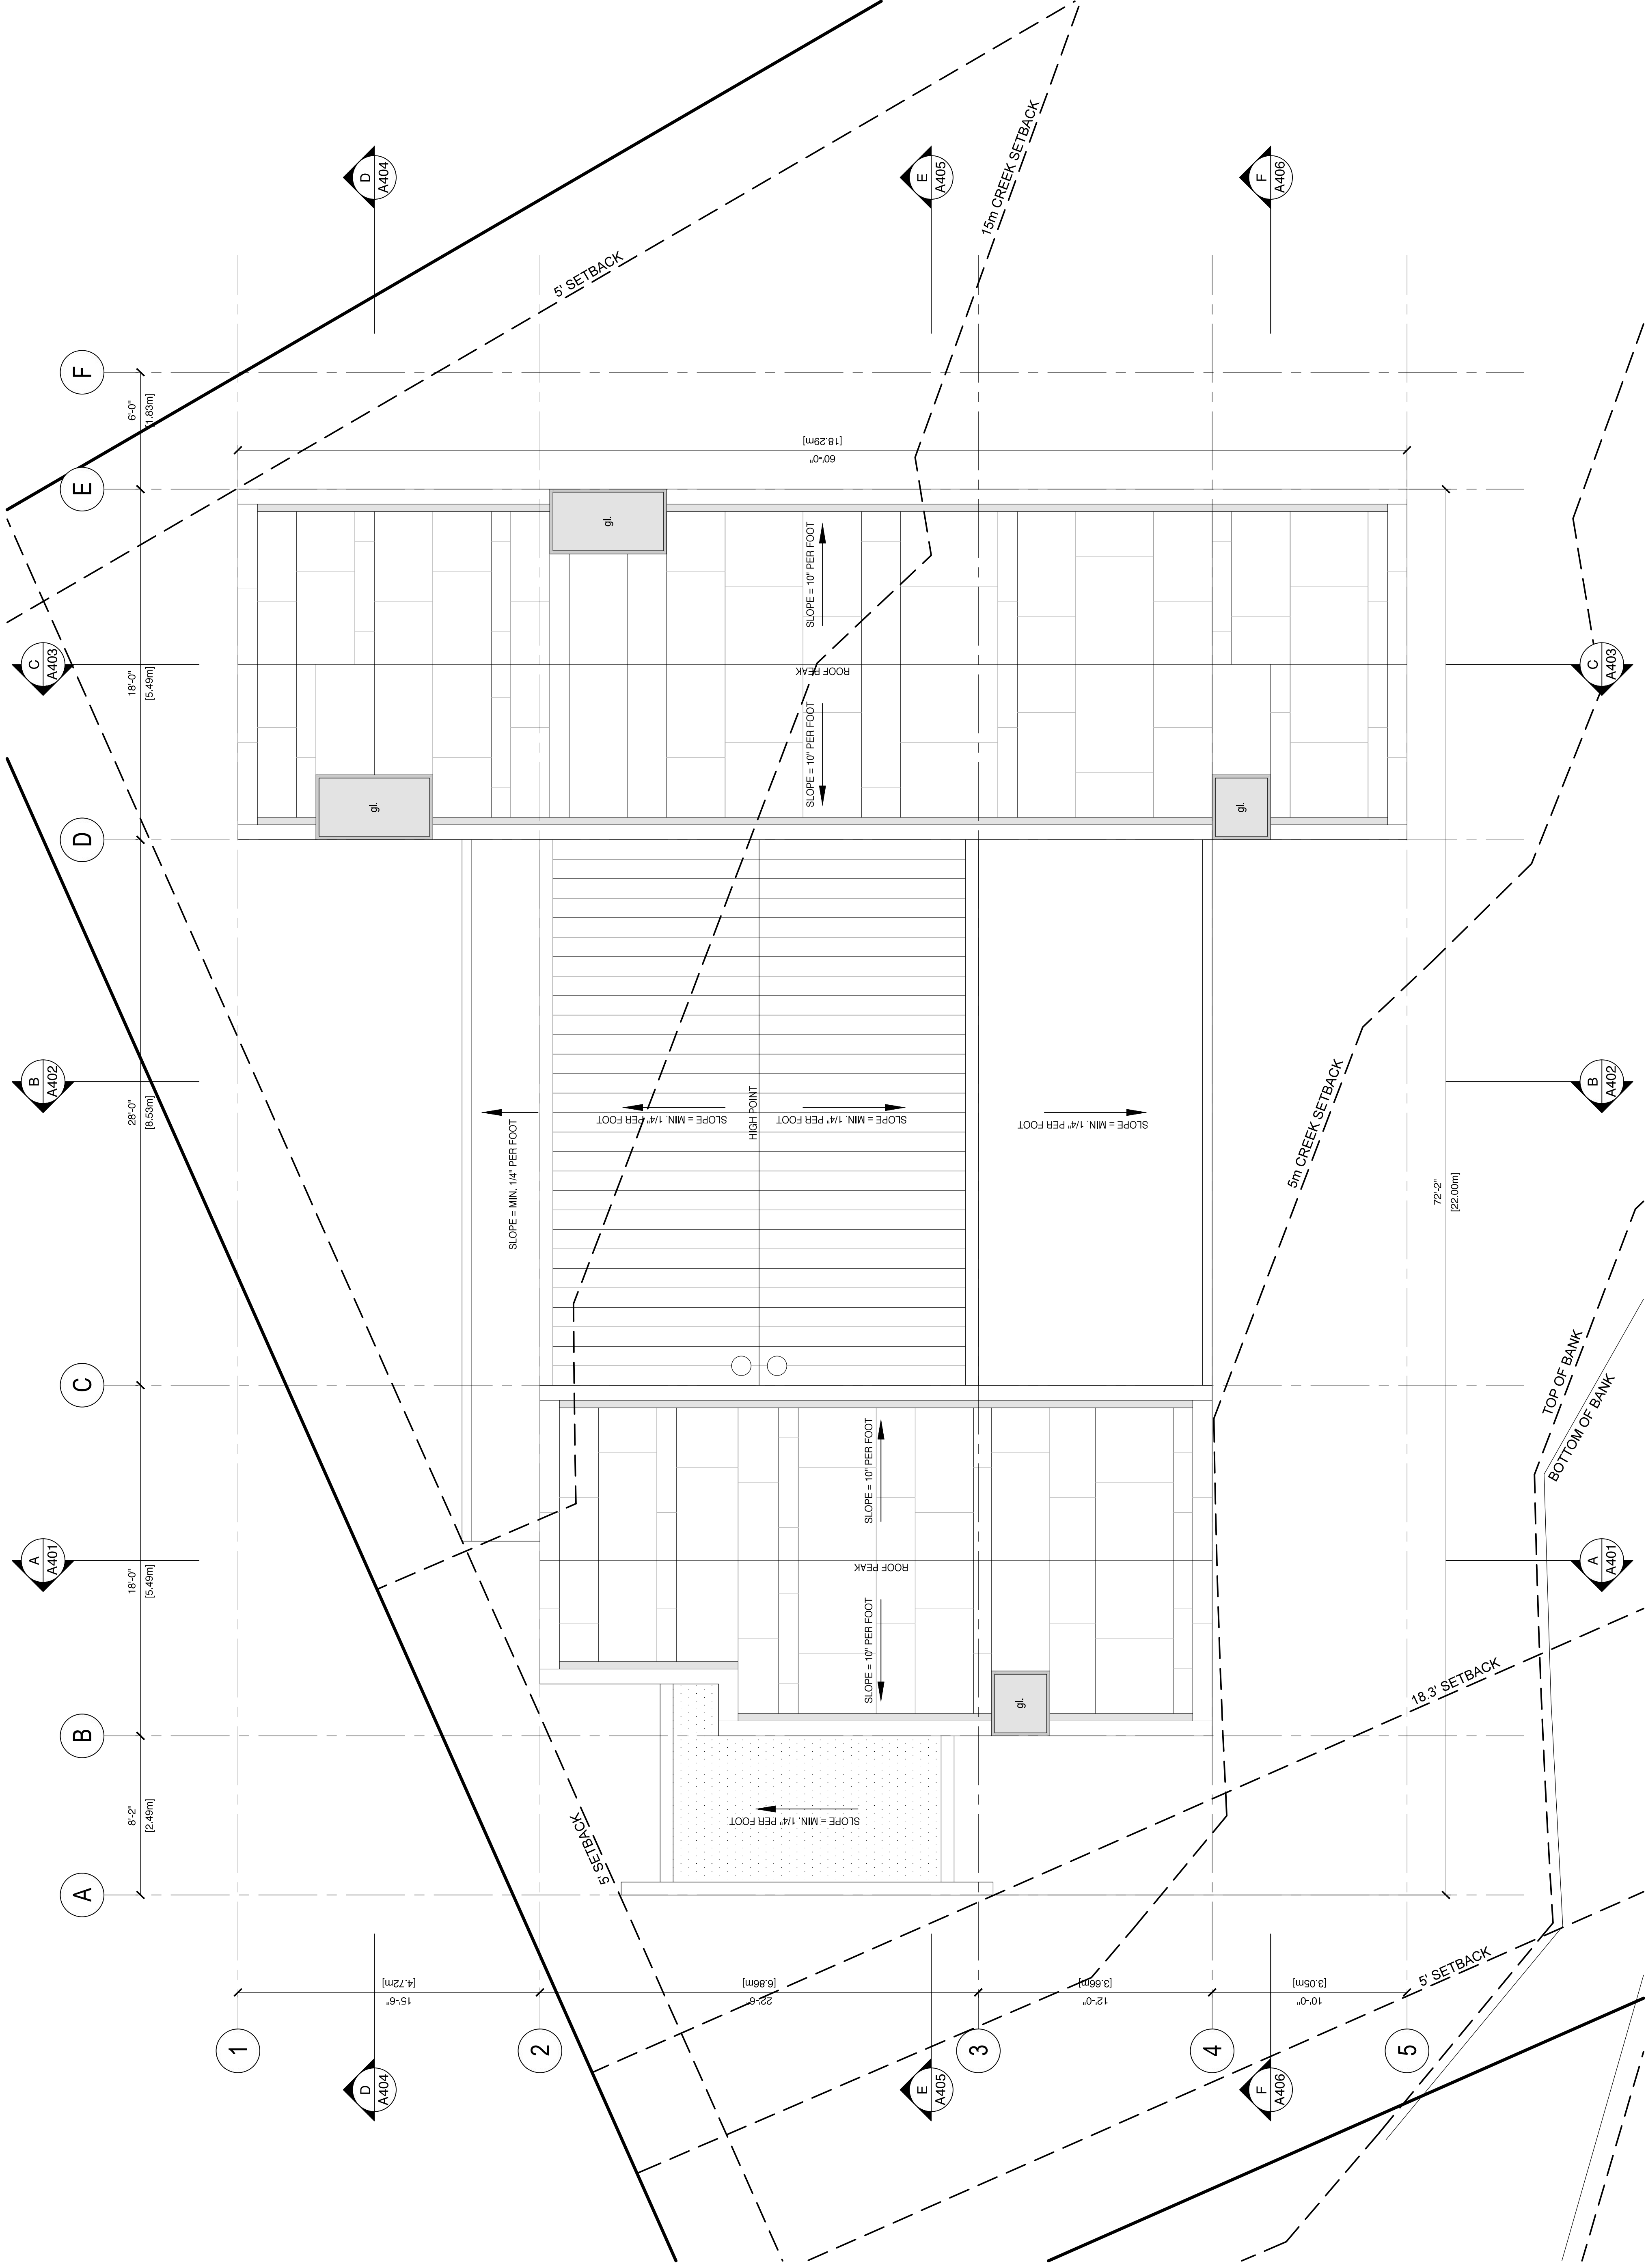 D
A404
E
A405
F
A406
5' SETBACK
15m CREEK SETBACK
F
6'-0"
[1.83m]
E
60'-0"
[18.29m]
gl.
SLOPE = 10" PER FOOT
C
A403
18'-0"
[5.49m]
ROOF PEAK
C
A403
SLOPE = 10" PER FOOT
gl.
gl.
D
B
A402
28'-0"
[8.53m]
SLOPE = MIN. 1/4" PER FOOT
SLOPE = MIN. 1/4" PER FOOT
HIGH POINT
SLOPE = MIN. 1/4" PER FOOT
SLOPE = MIN. 1/4" PER FOOT
5m CREEK SETBACK
72'-2"
[22.00m]
B
A402
C
TOP OF BANK
BOTTOM OF BANK
SLOPE = 10" PER FOOT
A
A401
18'-0"
[5.49m]
ROOF PEAK
A
A401
SLOPE = 10" PER FOOT
gl.
18.3' SETBACK
B
8'-2"
[2.49m]
SLOPE = MIN. 1/4" PER FOOT
5' SETBACK
A
15'-6"
[4.72m]
22'-6"
[6.86m]
12'-0"
[3.66m]
10'-0"
[3.05m]
5' SETBACK
1
2
3
4
5
D
A404
E
A405
F
A406